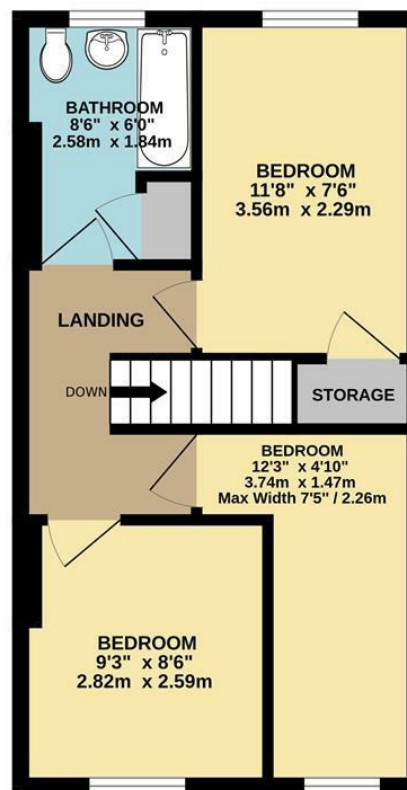 BATHROOM
8'6" x 6'0"
2.58m x 1.84m
BEDROOM
11'8" x 7'6"
3.56m x 2.29m
LANDING
DOWN
STORAGE
BEDROOM
12'3" x 4'10"
3.74m x 1.47m
Max Width 7'5" / 2.26m
BEDROOM
9'3" x 8'6"
2.82m x 2.59m